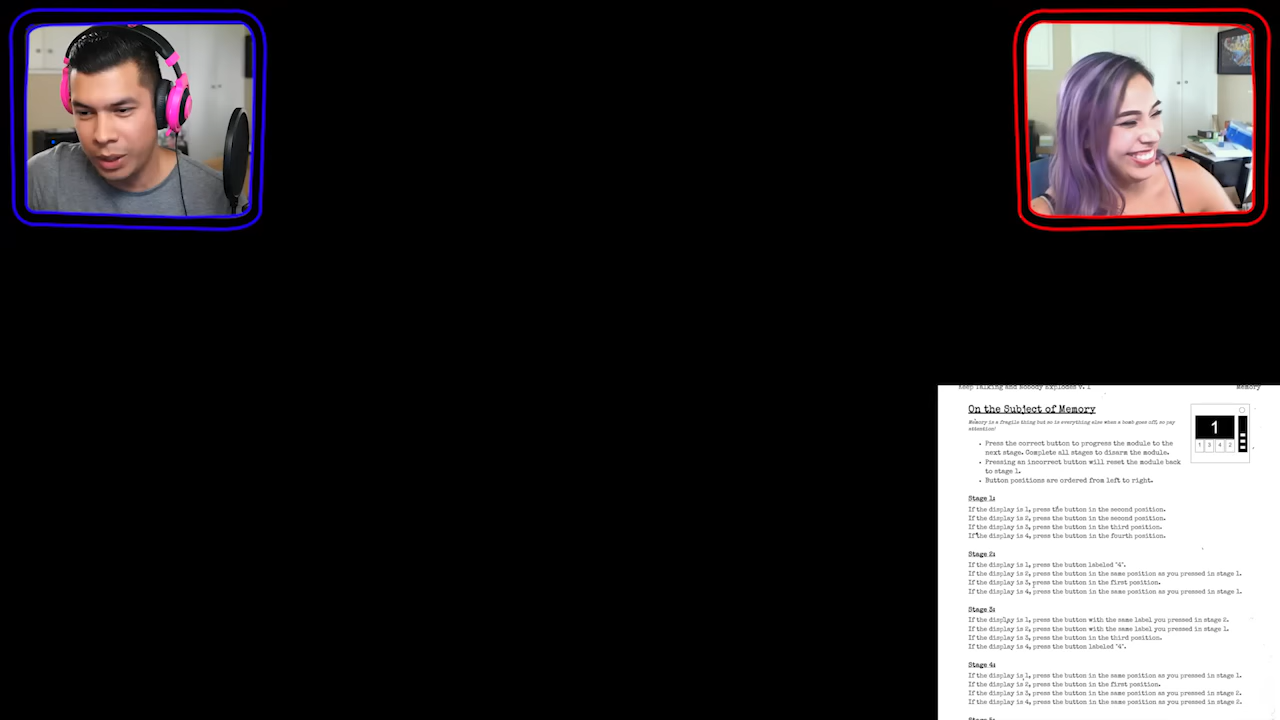 Keep Talking and Nobody Explodes v. 1
Memory
On the Subject of Memory
Memory is a fragile thing but so is everything else when a bomb goes off, so pay
attention!
1
1 3 4 2
• Press the correct button to progress the module to the
next stage. Complete all stages to disarm the module.
• Pressing an incorrect button will reset the module back
to stage 1.
• Button positions are ordered from left to right.
Stage 1:
If the display is 1, press the button in the second position.
If the display is 2, press the button in the second position.
If the display is 3, press the button in the third position.
If the display is 4, press the button in the fourth position.
Stage 2:
If the display is 1, press the button labeled "4".
If the display is 2, press the button in the same position as you pressed in stage 1.
If the display is 3, press the button in the first position.
If the display is 4, press the button in the same position as you pressed in stage 1.
Stage 3:
If the display is 1, press the button with the same label you pressed in stage 2.
If the display is 2, press the button with the same label you pressed in stage 1.
If the display is 3, press the button in the third position.
If the display is 4, press the button labeled "4".
Stage 4:
If the display is 1, press the button in the same position as you pressed in stage 1.
If the display is 2, press the button in the first position.
If the display is 3, press the button in the same position as you pressed in stage 2.
If the display is 4, press the button in the same position as you pressed in stage 2.